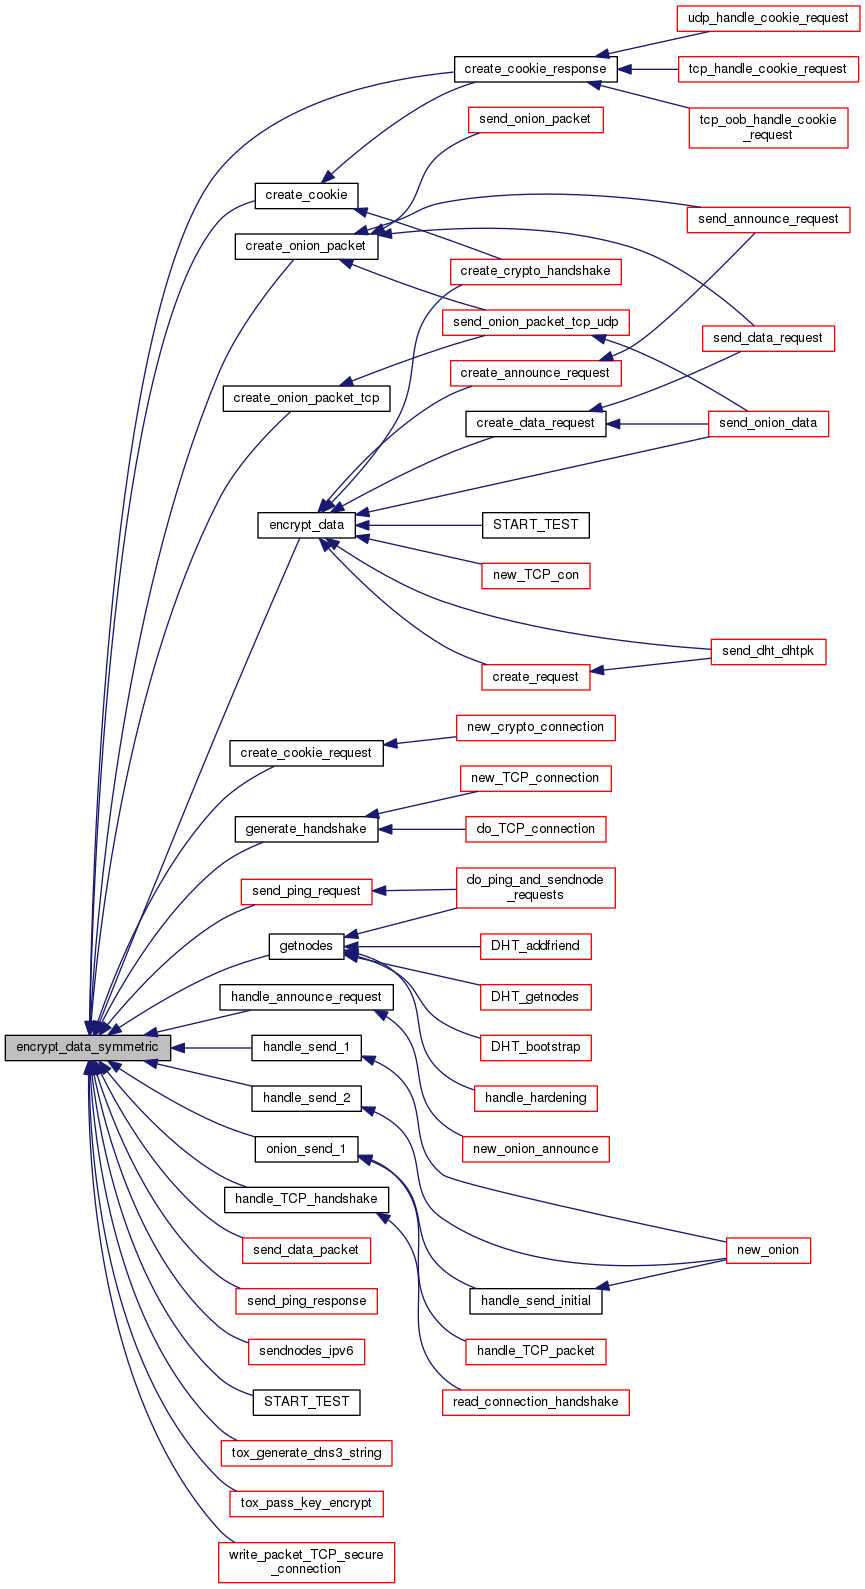 udp_handle_cookie_request
create_cookie_response
tcp_handle_cookie_request
send_onion_packet
tcp_oob_handle_cookie
_request
create_cookie
send_announce_request
create_onion_packet
create_crypto_handshake
send_onion_packet_tcp_udp
send_data_request
create_announce_request
create_onion_packet_tcp
create_data_request
send_onion_data
encrypt_data
START_TEST
new_TCP_con
send_dht_dhtpk
create_request
new_crypto_connection
create_cookie_request
new_TCP_connection
generate_handshake
do_TCP_connection
send_ping_request
do_ping_and_sendnode
_requests
getnodes
DHT_addfriend
handle_announce_request
DHT_getnodes
encrypt_data_symmetric
handle_send_1
DHT_bootstrap
handle_send_2
handle_hardening
onion_send_1
new_onion_announce
handle_TCP_handshake
send_data_packet
new_onion
send_ping_response
handle_send_initial
sendnodes_ipv6
handle_TCP_packet
START_TEST
read_connection_handshake
tox_generate_dns3_string
tox_pass_key_encrypt
write_packet_TCP_secure
_connection